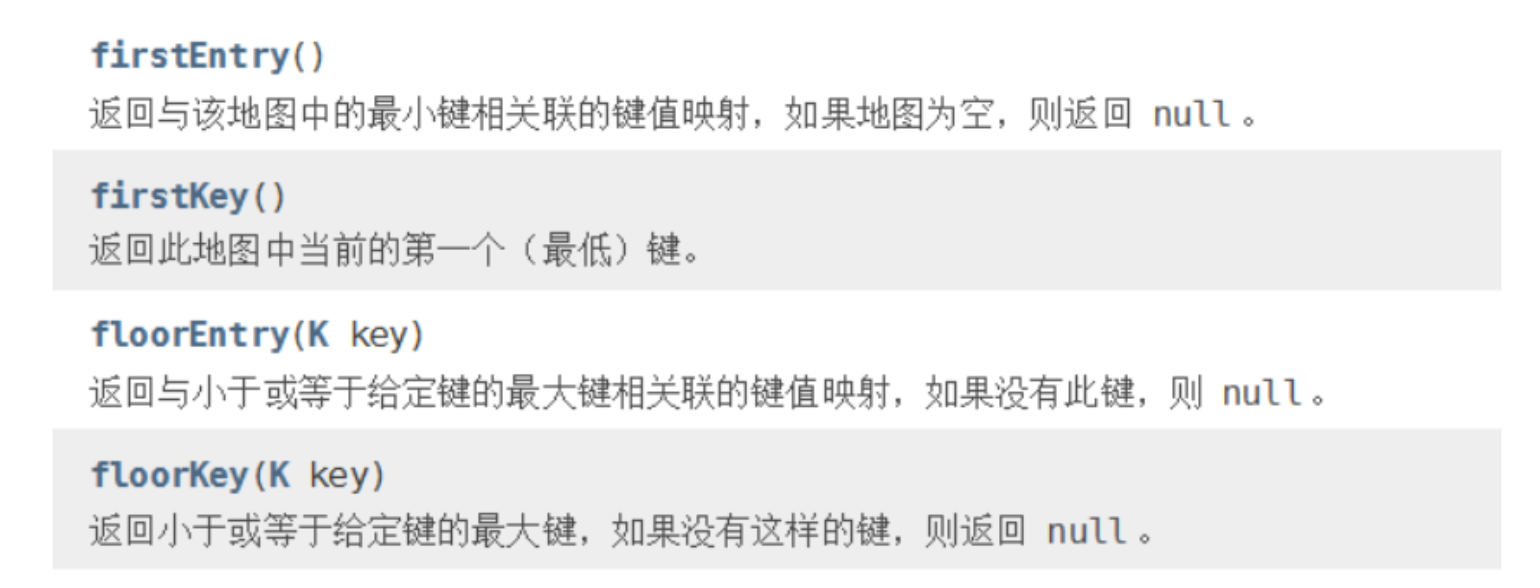 firstEntry()
返回与该地图中的最小键相关联的键值映射，如果地图为空，则返回 null 。
firstKey()
返回此地图中当前的第一个（最低）键。
floorEntry(K key)
返回与小于或等于给定键的最大键相关联的键值映射，如果没有此键，则 null 。
floorKey(K key)
返回小于或等于给定键的最大键，如果没有这样的键，则返回 null 。